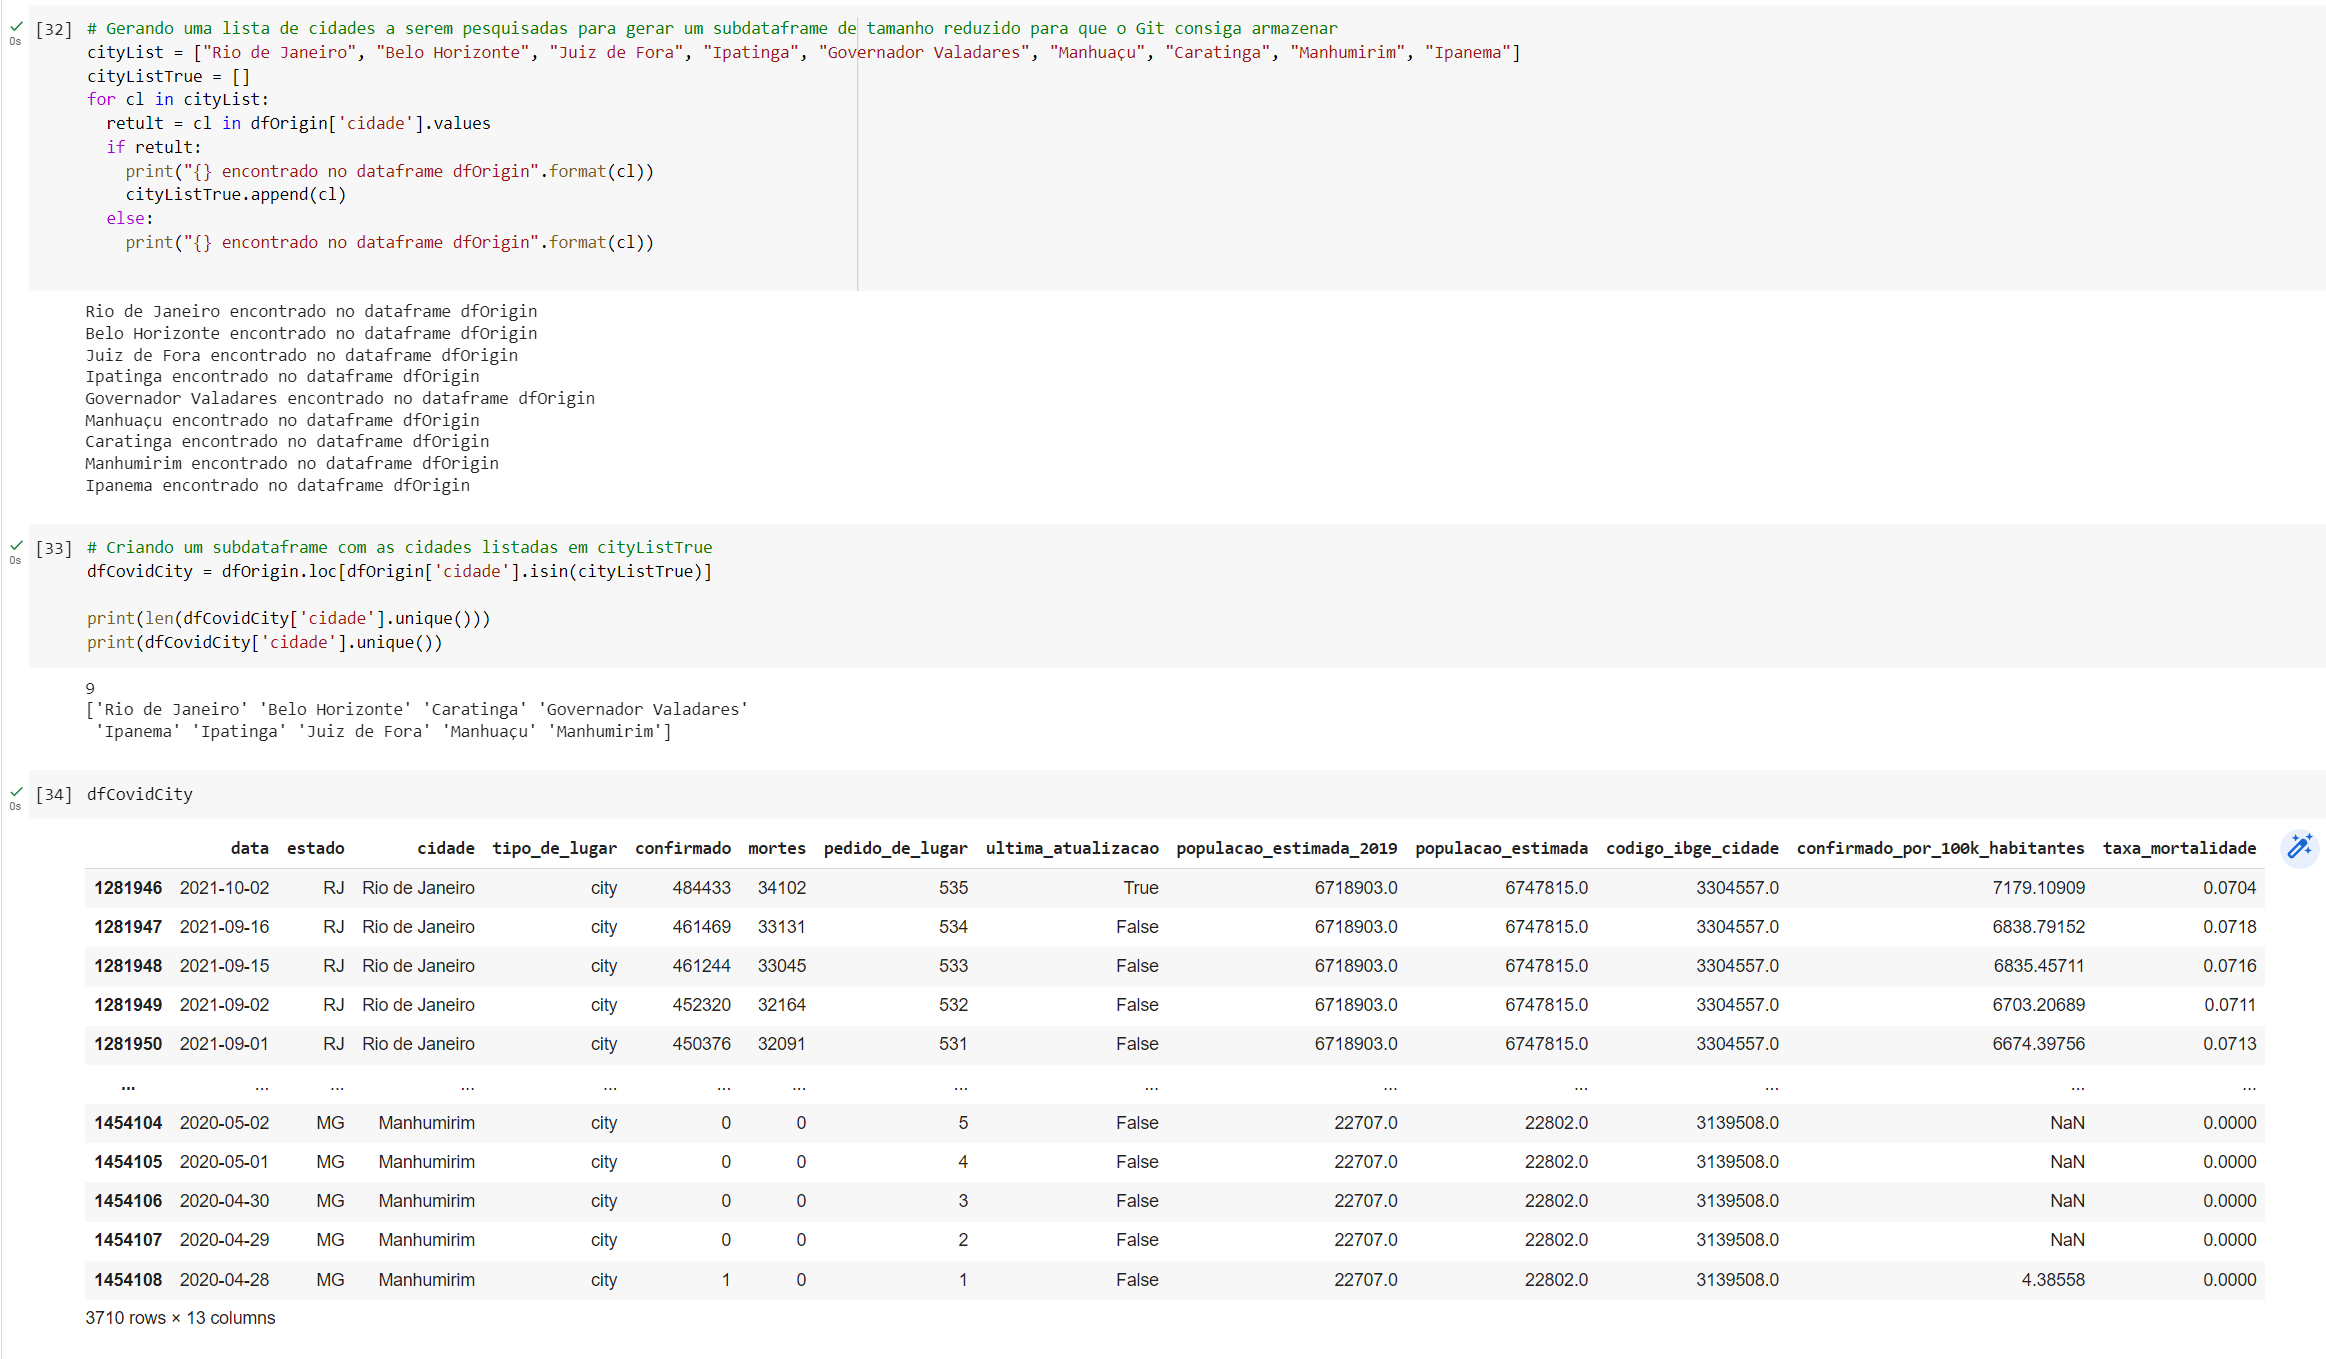 [32] # Gerando uma lista de cidades a serem pesquisadas para gerar um subdataframe de tamanho reduzido para que o Git consiga armazenar
0s
cityList = ["Rio de Janeiro", "Belo Horizonte", "Juiz de Fora", "Ipatinga", "Governador Valadares", "Manhuaçu", "Caratinga", "Manhumirim", "Ipanema"]
cityListTrue = []
for cl in cityList:
  retult = cl in dfOrigin['cidade'].values
  if retult:
    print("{} encontrado no dataframe dfOrigin".format(cl))
    cityListTrue.append(cl)
  else:
    print("{} encontrado no dataframe dfOrigin".format(cl))
Rio de Janeiro encontrado no dataframe dfOrigin
Belo Horizonte encontrado no dataframe dfOrigin
Juiz de Fora encontrado no dataframe dfOrigin
Ipatinga encontrado no dataframe dfOrigin
Governador Valadares encontrado no dataframe dfOrigin
Manhuaçu encontrado no dataframe dfOrigin
Caratinga encontrado no dataframe dfOrigin
Manhumirim encontrado no dataframe dfOrigin
Ipanema encontrado no dataframe dfOrigin
[33] # Criando um subdataframe com as cidades listadas em cityListTrue
0s
dfCovidCity = dfOrigin.loc[dfOrigin['cidade'].isin(cityListTrue)]
print(len(dfCovidCity['cidade'].unique()))
print(dfCovidCity['cidade'].unique())
9
['Rio de Janeiro' 'Belo Horizonte' 'Caratinga' 'Governador Valadares'
 'Ipanema' 'Ipatinga' 'Juiz de Fora' 'Manhuaçu' 'Manhumirim']
[34] dfCovidCity
0s
data estado cidade tipo_de_lugar confirmado mortes pedido_de_lugar ultima_atualizacao populacao_estimada_2019 populacao_estimada codigo_ibge_cidade confirmado_por_100k_habitantes taxa_mortalidade
1281946 2021-10-02 RJ Rio de Janeiro city 484433 34102 535 True 6718903.0 6747815.0 3304557.0 7179.10909 0.0704
1281947 2021-09-16 RJ Rio de Janeiro city 461469 33131 534 False 6718903.0 6747815.0 3304557.0 6838.79152 0.0718
1281948 2021-09-15 RJ Rio de Janeiro city 461244 33045 533 False 6718903.0 6747815.0 3304557.0 6835.45711 0.0716
1281949 2021-09-02 RJ Rio de Janeiro city 452320 32164 532 False 6718903.0 6747815.0 3304557.0 6703.20689 0.0711
1281950 2021-09-01 RJ Rio de Janeiro city 450376 32091 531 False 6718903.0 6747815.0 3304557.0 6674.39756 0.0713
... ... ... ... ... ... ... ... ... ... ... ... ... ...
1454104 2020-05-02 MG Manhumirim city 0 0 5 False 22707.0 22802.0 3139508.0 NaN 0.0000
1454105 2020-05-01 MG Manhumirim city 0 0 4 False 22707.0 22802.0 3139508.0 NaN 0.0000
1454106 2020-04-30 MG Manhumirim city 0 0 3 False 22707.0 22802.0 3139508.0 NaN 0.0000
1454107 2020-04-29 MG Manhumirim city 0 0 2 False 22707.0 22802.0 3139508.0 NaN 0.0000
1454108 2020-04-28 MG Manhumirim city 1 0 1 False 22707.0 22802.0 3139508.0 4.38558 0.0000
3710 rows × 13 columns